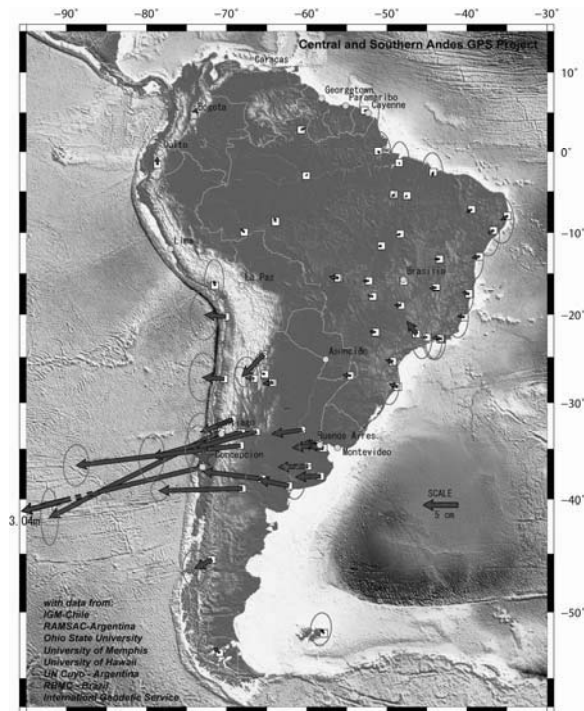 -90° -80° -70° -60° -50° -40° -30°
Central and Southern Andes GPS Project
Caracas
10°
Georgetown
Paramaribo
Cayenne
Bogota
0°
Quito
-10°
Lima
Brasilia
La Paz
-20°
Asunción
-30°
Santiago
Buenos Ayres
Montevideo
Concepcion
SCALE
5 cm
-40°
3.04m
-50°
with data from:
IGM-Chile
RAMSAC-Argentina
Ohio State University
University of Memphis
University of Hawaii
UN Cuyo - Argentina
RBMC - Brazil
Internationl Geodetic Service